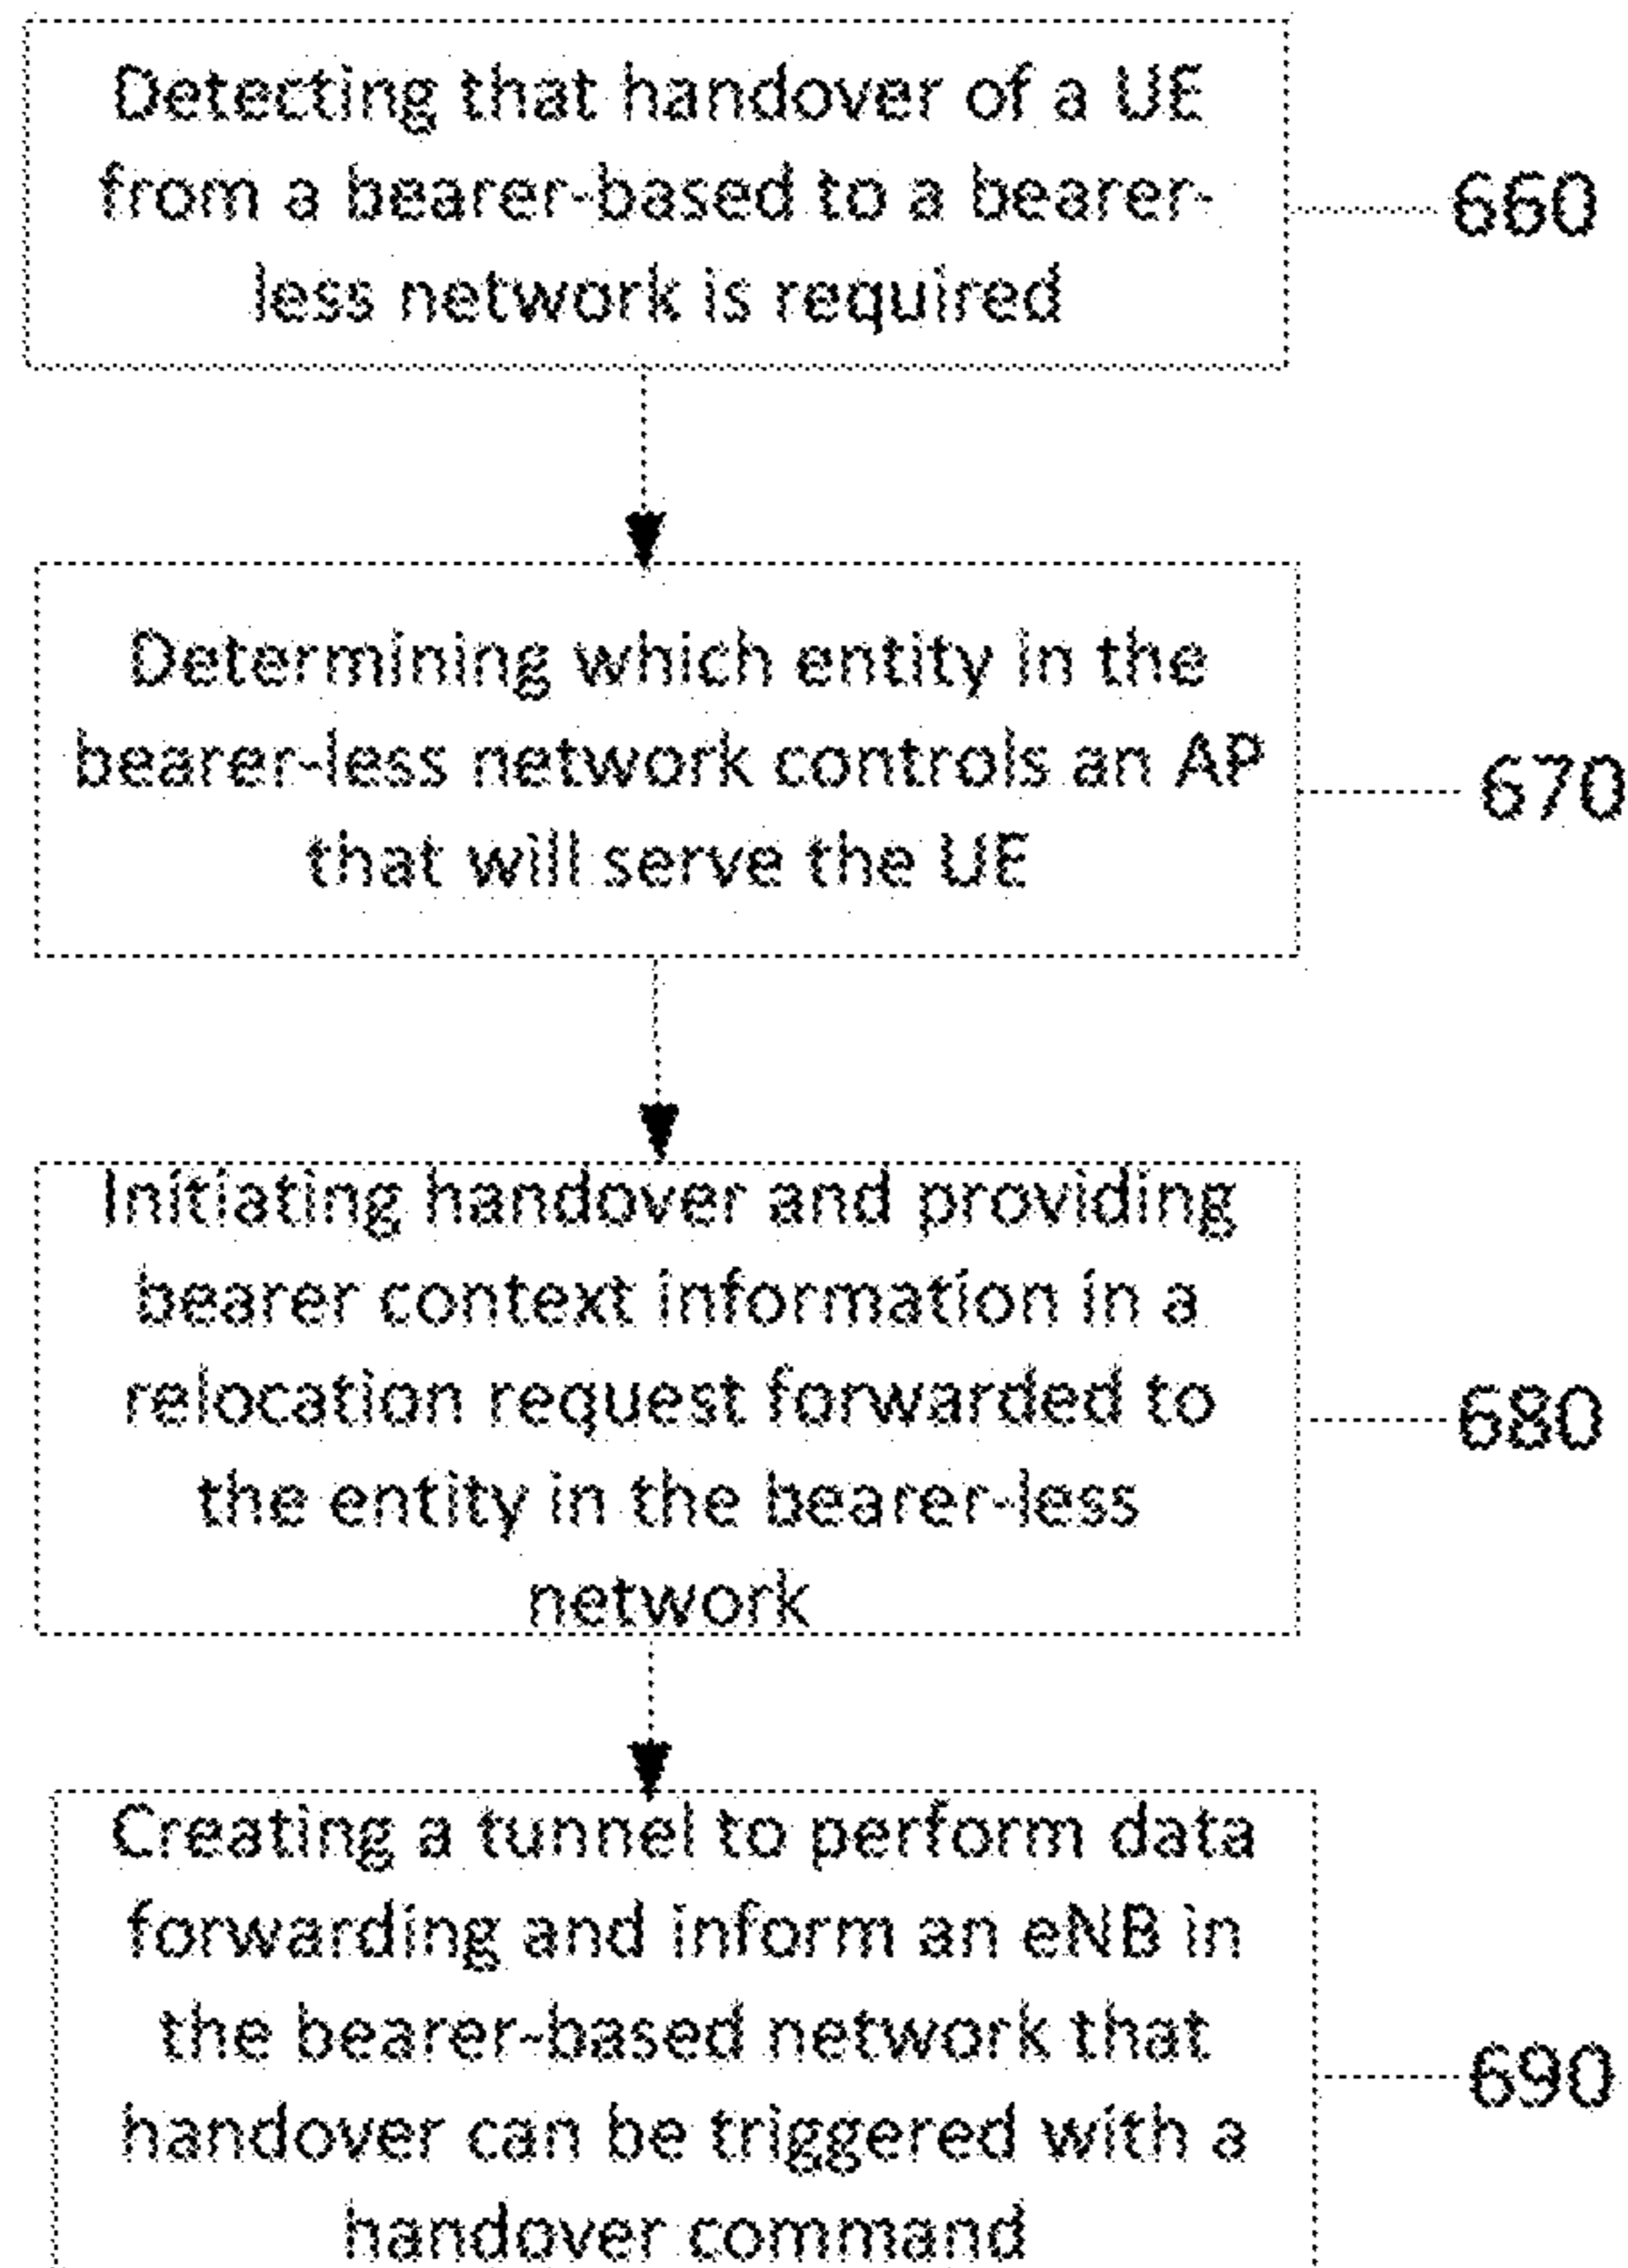 Detecting that handover of a UE
from a bearer-based to a bearer-
less network is required
660
Determining which entity in the
bearer-less network controls an AP
that will serve the UE
670
Initiating handover and providing
bearer context information in a
relocation request forwarded to
the entity in the bearer-less
network
680
Creating a tunnel to perform data
forwarding and inform an eNB in
the bearer-based network that
handover can be triggered with a
handover command
690